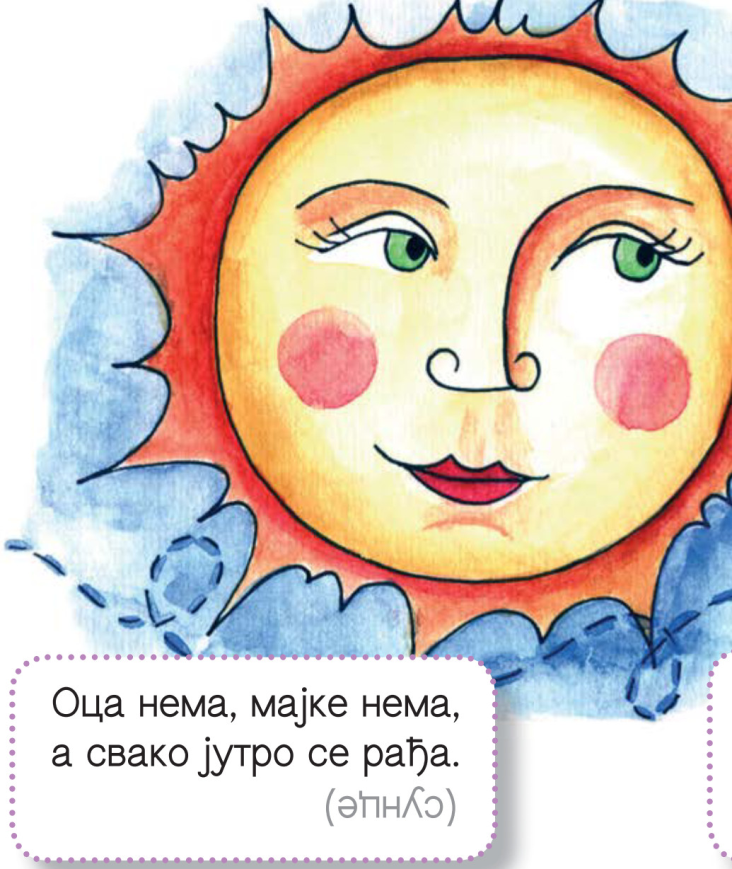 Оца нема, мајке нема,
а свако јутро се рађа.
(сунце)